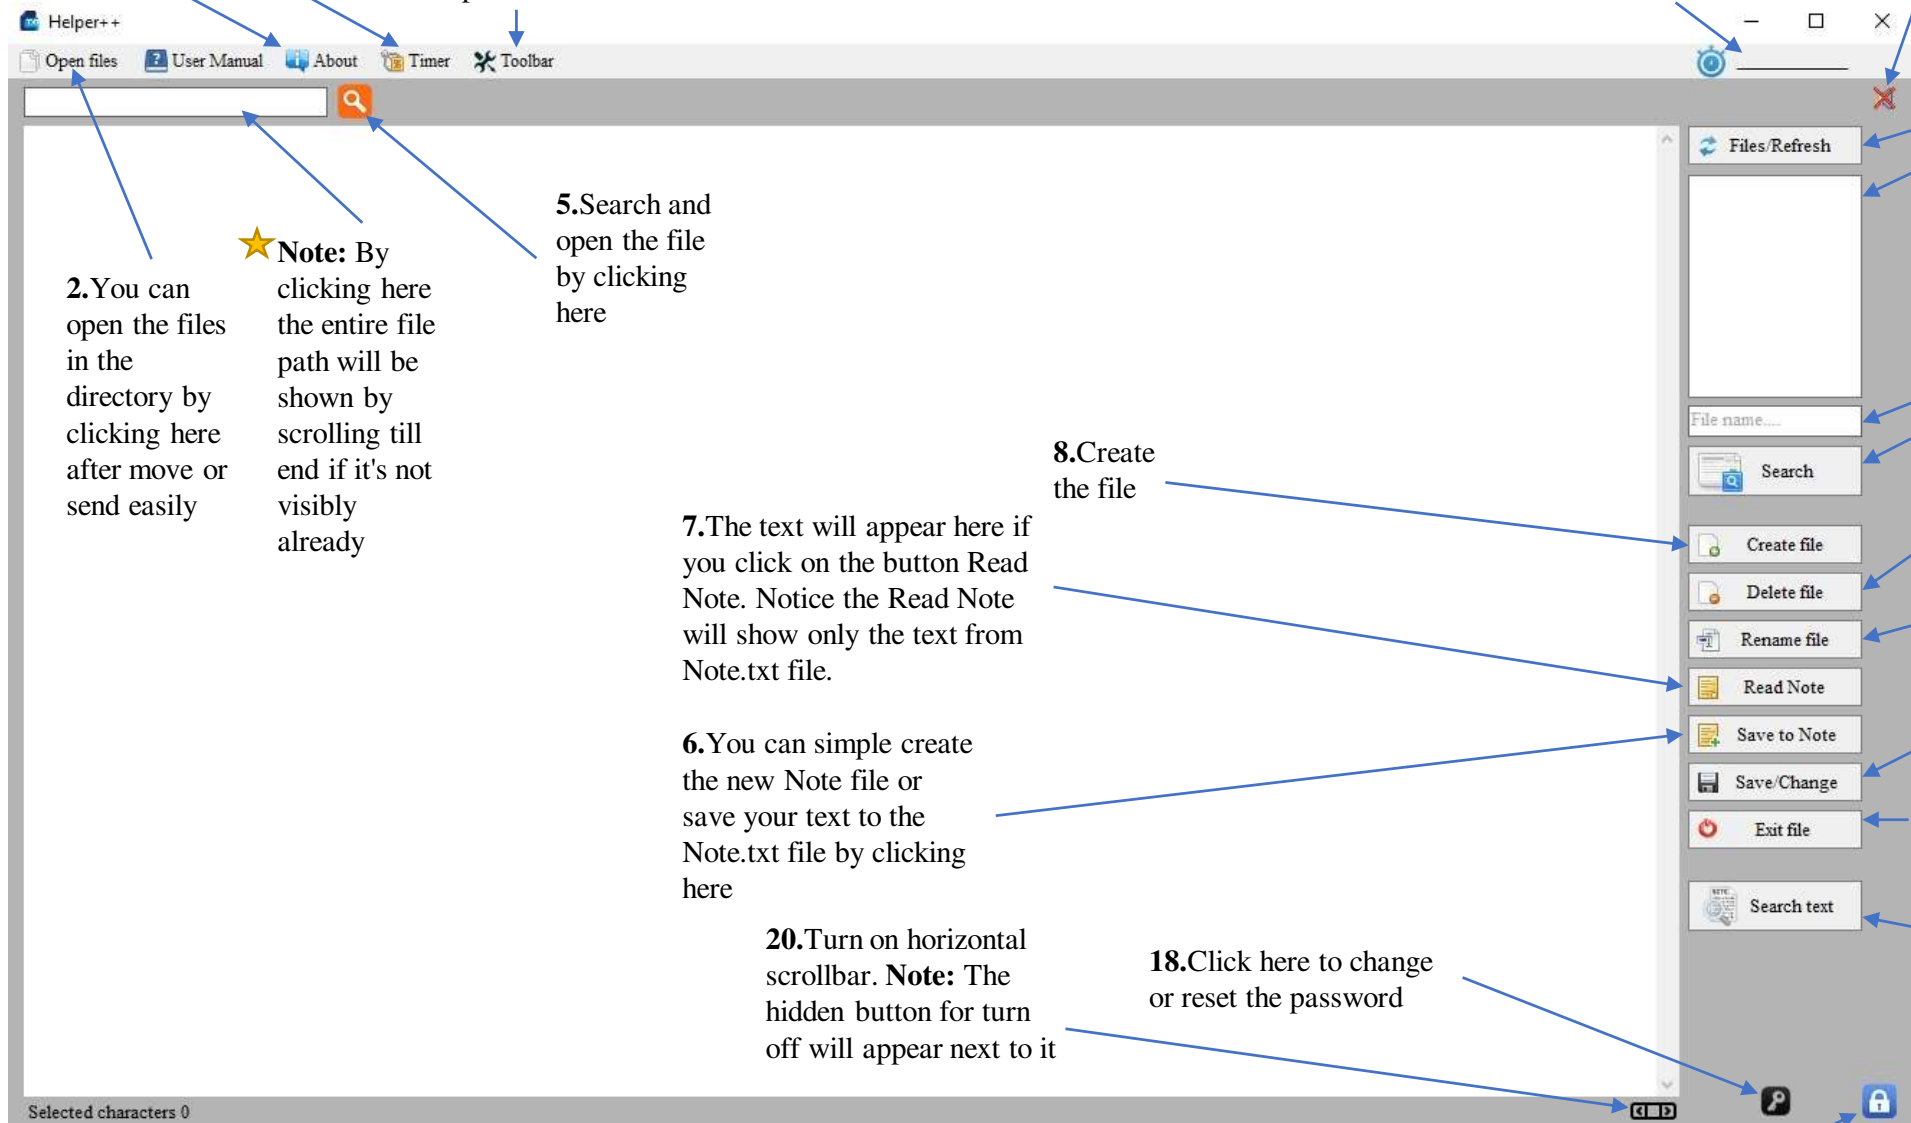 Helper++
Open files User Manual About Timer Toolbar
Files/Refresh
5.Search and
open the file
by clicking
here
Note: By
clicking here
the entire file
path will be
shown by
scrolling till
end if it's not
visibly
already
2.You can
open the files
in the
directory by
clicking here
after move or
send easily
File name....
Search
8.Create
the file
Create file
7.The text will appear here if
you click on the button Read
Note. Notice the Read Note
will show only the text from
Note.txt file.
Delete file
Rename file
Read Note
6.You can simple create
the new Note file or
save your text to the
Note.txt file by clicking
here
Save to Note
Save/Change
Exit file
Search text
20.Turn on horizontal
scrollbar. Note: The
hidden button for turn
off will appear next to it
18.Click here to change
or reset the password
Selected characters 0